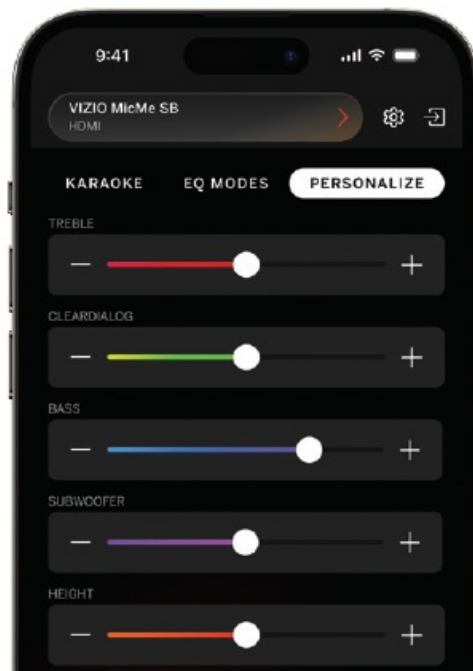 9:41
VIZIO MicMe SB
HDMI
KARAOKE EQ MODES PERSONALIZE
TREBLE
CLEARDIALOG
BASS
SUBWOOFER
HEIGHT